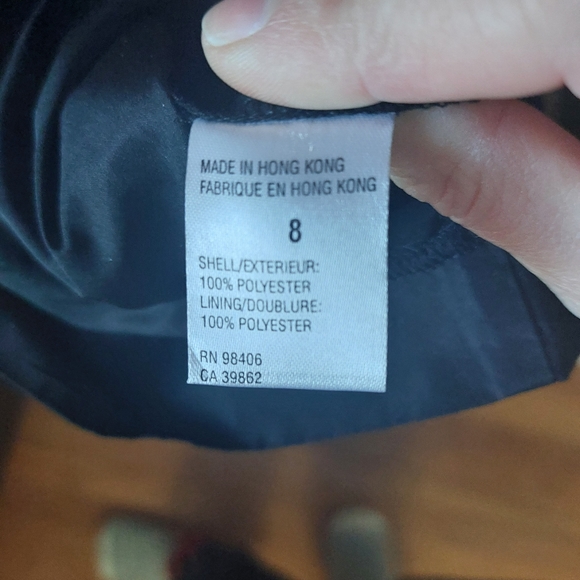 MADE IN HONG KONG
FABRIQUE EN HONG KONG
8
SHELL/EXTERIEUR:
100% POLYESTER
LINING/DOUBLURE:
100% POLYESTER
RN 98406
CA 39862